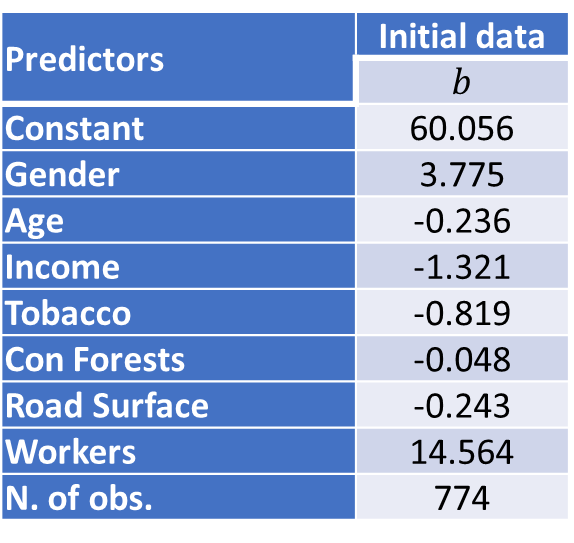 Predictors Initial data
b
Constant 60.056
Gender 3.775
Age -0.236
Income -1.321
Tobacco -0.819
Con Forests -0.048
Road Surface -0.243
Workers 14.564
N. of obs. 774